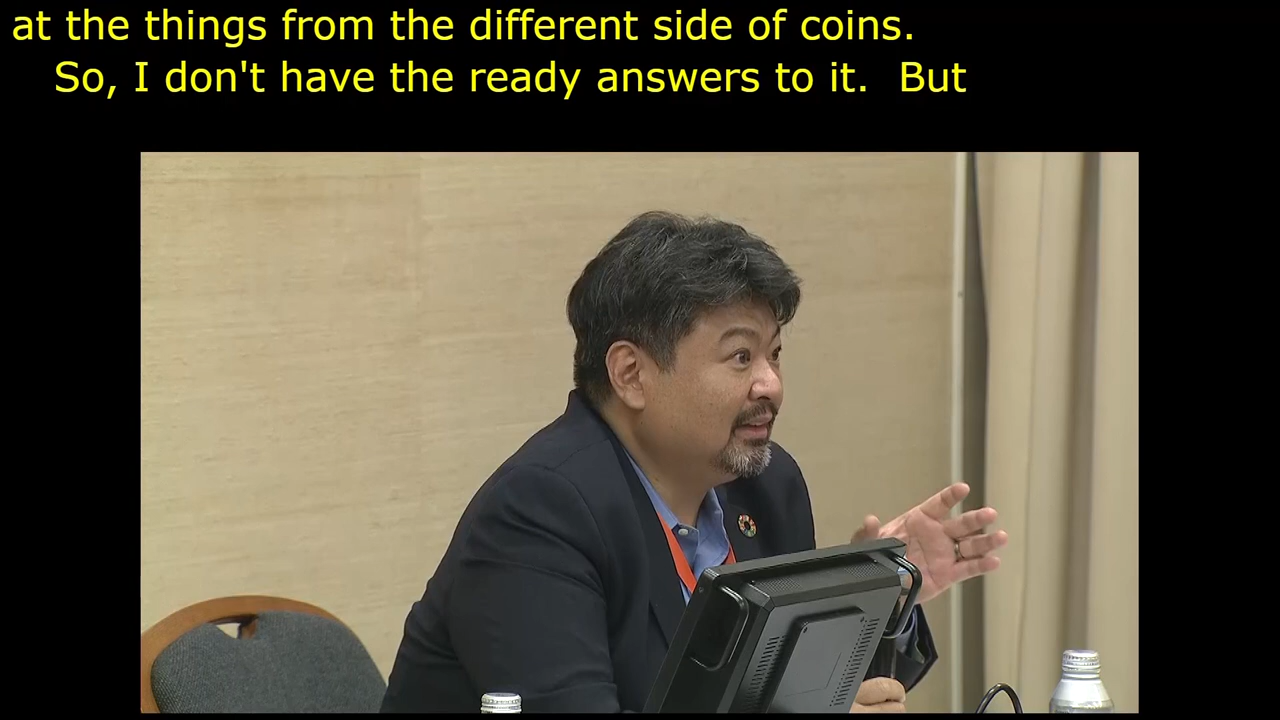 at the things from the different side of coins.
So, I don't have the ready answers to it.  But